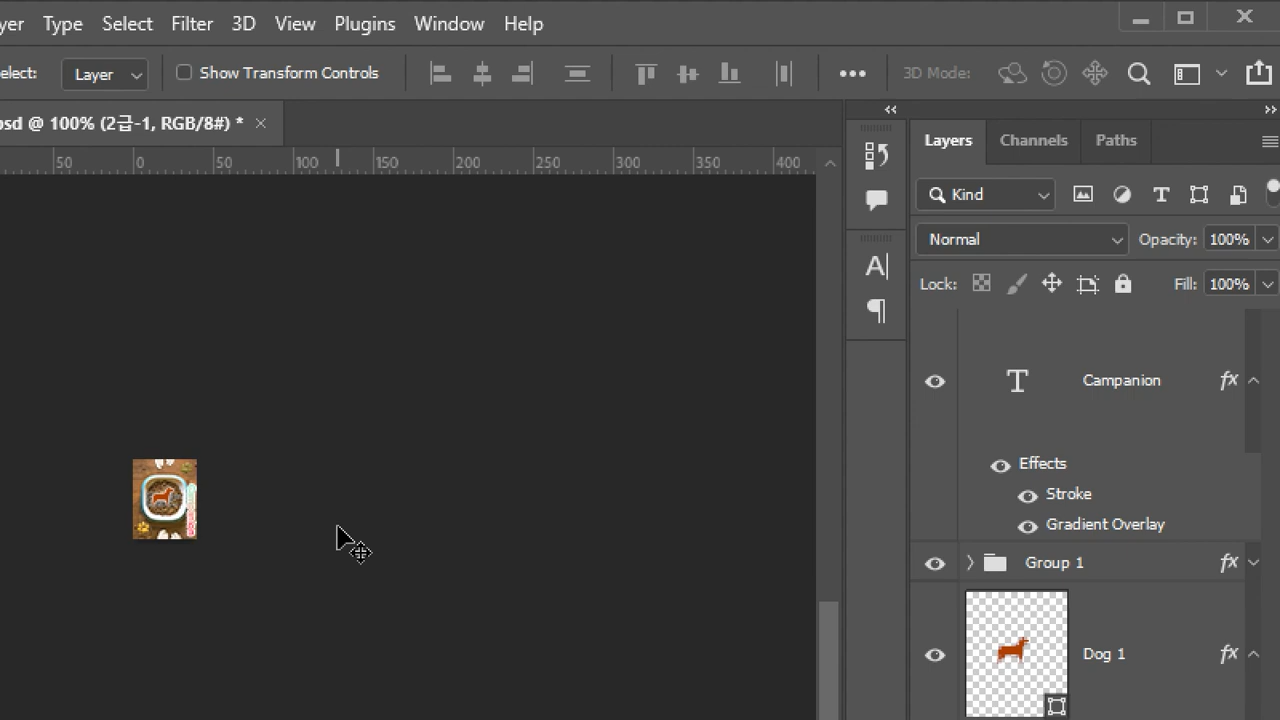 yer Type Select Filter 3D View Plugins Window Help
elect: Layer Show Transform Controls 3D Mode:
osd @ 100% (2급-1, RGB/8#) *
50 0 50 100 150 200 250 300 350 400
Layers Channels Paths
Kind
Normal Opacity: 100%
Lock: Fill: 100%
T Campanion fx
Effects
Stroke
Gradient Overlay
Group 1 fx
Dog 1 fx